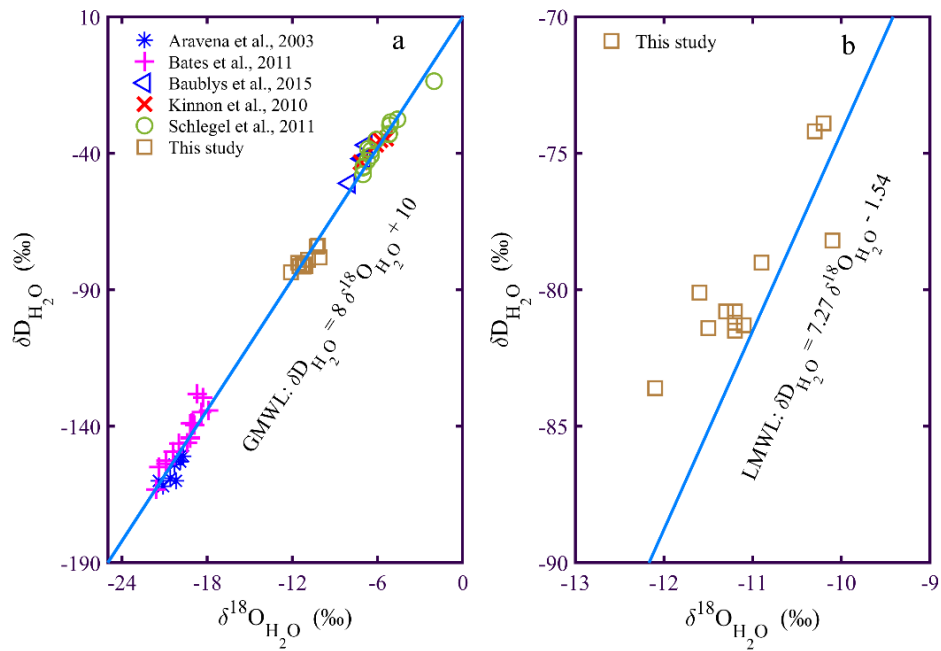 10
-40
-90
-140
-190
δD_H₂O (‰)
Aravena et al., 2003
Bates et al., 2011
Baublys et al., 2015
Kinnon et al., 2010
Schlegel et al., 2011
This study
a
GMWL: δD_H₂O = 8 δ¹⁸O_H₂O + 10
-24 -18 -12 -6 0
δ¹⁸O_H₂O (‰)
-70
-75
-80
-85
-90
δD_H₂O (‰)
This study
b
LMWL: δD_H₂O = 7.27 δ¹⁸O_H₂O - 1.54
-13 -12 -11 -10 -9
δ¹⁸O_H₂O (‰)